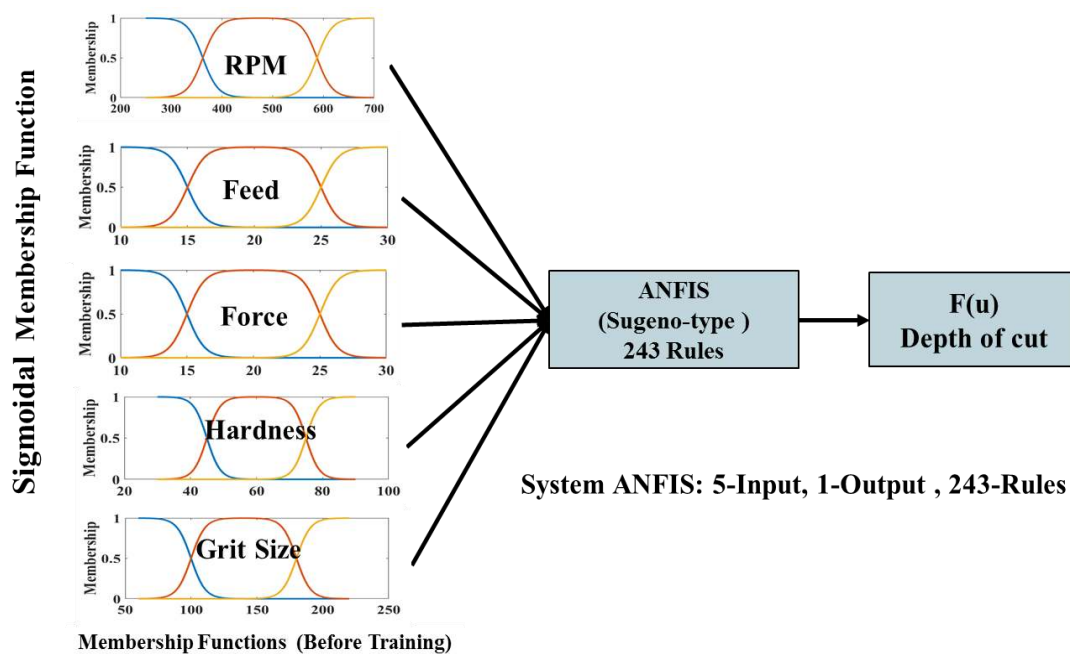 Sigmoidal Membership Function
Membership
1
0.5
0
RPM
200 300 400 500 600 700
1
0.5
0
Feed
10 15 20 25 30
1
0.5
0
Force
10 15 20 25 30
Membership
1
0.5
0
Hardness
20 40 60 80 100
Membership
1
0.5
0
Grit Size
50 100 150 200 250
Membership Functions (Before Training)
ANFIS
(Sugeno-type )
243 Rules
F(u)
Depth of cut
System ANFIS: 5-Input, 1-Output , 243-Rules